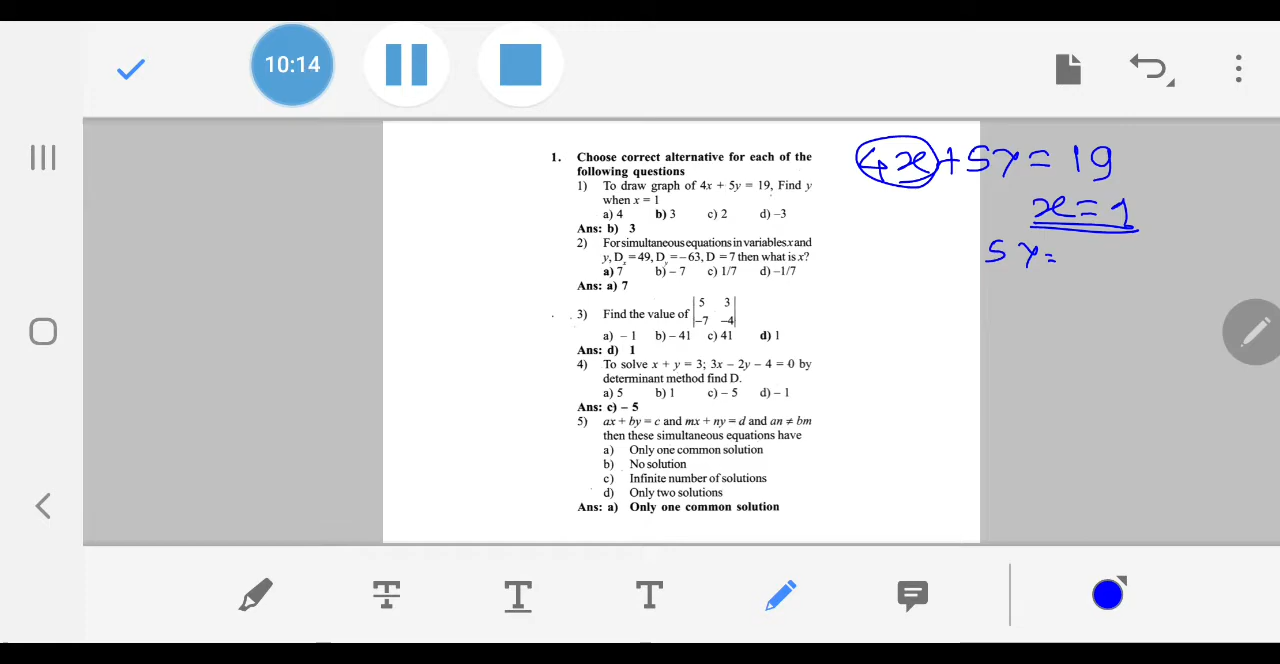 10:14
1. Choose correct alternative for each of the
following questions
1) To draw graph of 4x + 5y = 19, Find y
when x = 1
a) 4 b) 3 c) 2 d) –3
Ans: b) 3
2) For simultaneous equations in variables x and
y, Dx = 49, Dy = – 63, D = 7 then what is x?
a) 7 b) – 7 c) 1/7 d) –1/7
Ans: a) 7
3) Find the value of | 5 3 |
| –7 –4 |
a) – 1 b) – 41 c) 41 d) 1
Ans: d) 1
4) To solve x + y = 3; 3x – 2y – 4 = 0 by
determinant method find D.
a) 5 b) 1 c) – 5 d) – 1
Ans: c) – 5
5) ax + by = c and mx + ny = d and an ≠ bm
then these simultaneous equations have
a) Only one common solution
b) No solution
c) Infinite number of solutions
d) Only two solutions
Ans: a) Only one common solution
4x + 5y = 19
x = 1
5y =
T T T